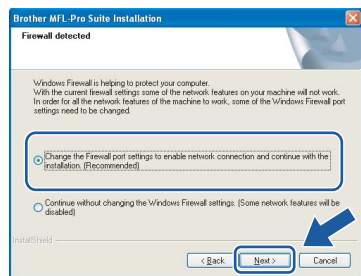 Brother MFL-Pro Suite Installation
Firewall detected
Windows Firewall is helping to protect your computer.
With the current firewall settings some of the network features on your machine will not work.
In order for all the network features of the machine to work, some of the Windows Firewall port
settings need to be changed.
Change the Firewall port settings to enable network connection and continue with the
installation. (Recommended)
Continue without changing the Windows Firewall settings. (Some network features will be
disabled)
InstallShield
< Back
Next >
Cancel